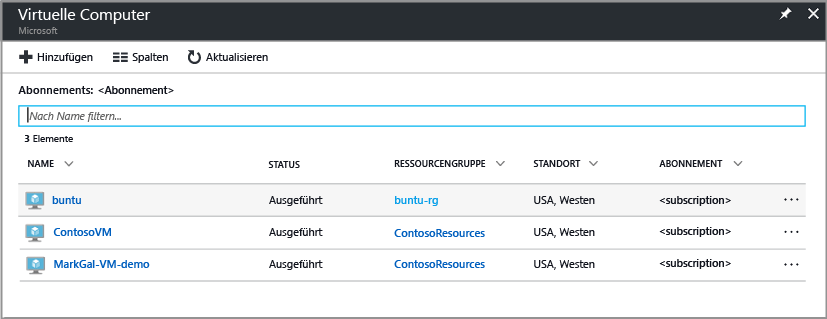 Virtuelle Computer
Microsoft
Hinzufügen Spalten Aktualisieren
Abonnements: <Abonnement>
Nach Name filtern...
3 Elemente
NAME STATUS RESSOURCENGRUPPE STANDORT ABONNEMENT
buntu Ausgeführt buntu-rg USA, Westen <subscription>
ContosoVM Ausgeführt ContosoResources USA, Westen <subscription>
MarkGal-VM-demo Ausgeführt ContosoResources USA, Westen <subscription>